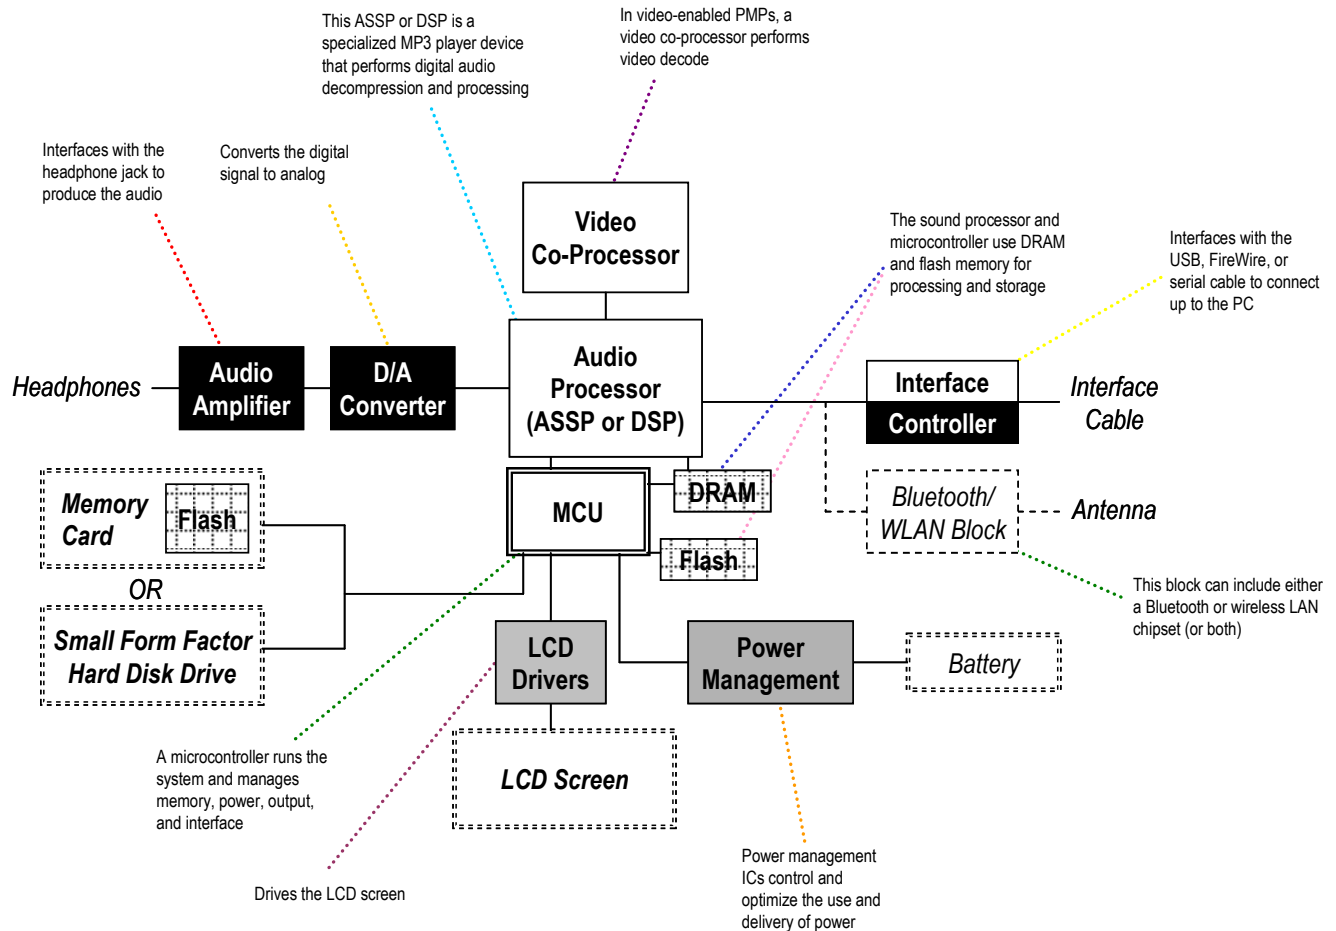 This ASSP or DSP is a
specialized MP3 player device
that performs digital audio
decompression and processing
In video-enabled PMPs, a
video co-processor performs
video decode
Interfaces with the
headphone jack to
produce the audio
Converts the digital
signal to analog
Video
Co-Processor
The sound processor and
microcontroller use DRAM
and flash memory for
processing and storage
Interfaces with the
USB, FireWire, or
serial cable to connect
up to the PC
Headphones
Audio
Amplifier
D/A
Converter
Audio
Processor
(ASSP or DSP)
Interface
Controller
Interface
Cable
Memory
Card
Flash
MCU
DRAM
Flash
Bluetooth/
WLAN Block
Antenna
OR
Small Form Factor
Hard Disk Drive
This block can include either
a Bluetooth or wireless LAN
chipset (or both)
LCD
Drivers
Power
Management
Battery
LCD Screen
A microcontroller runs the
system and manages
memory, power, output,
and interface
Drives the LCD screen
Power management
ICs control and
optimize the use and
delivery of power